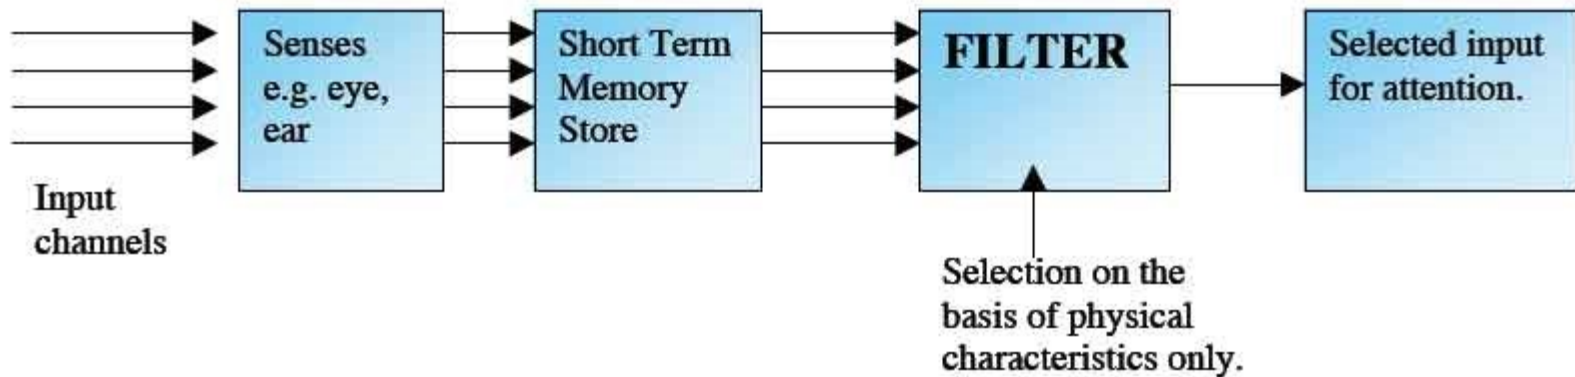 Senses
e.g. eye,
ear
Short Term
Memory
Store
FILTER
Selected input
for attention.
Input
channels
Selection on the
basis of physical
characteristics only.